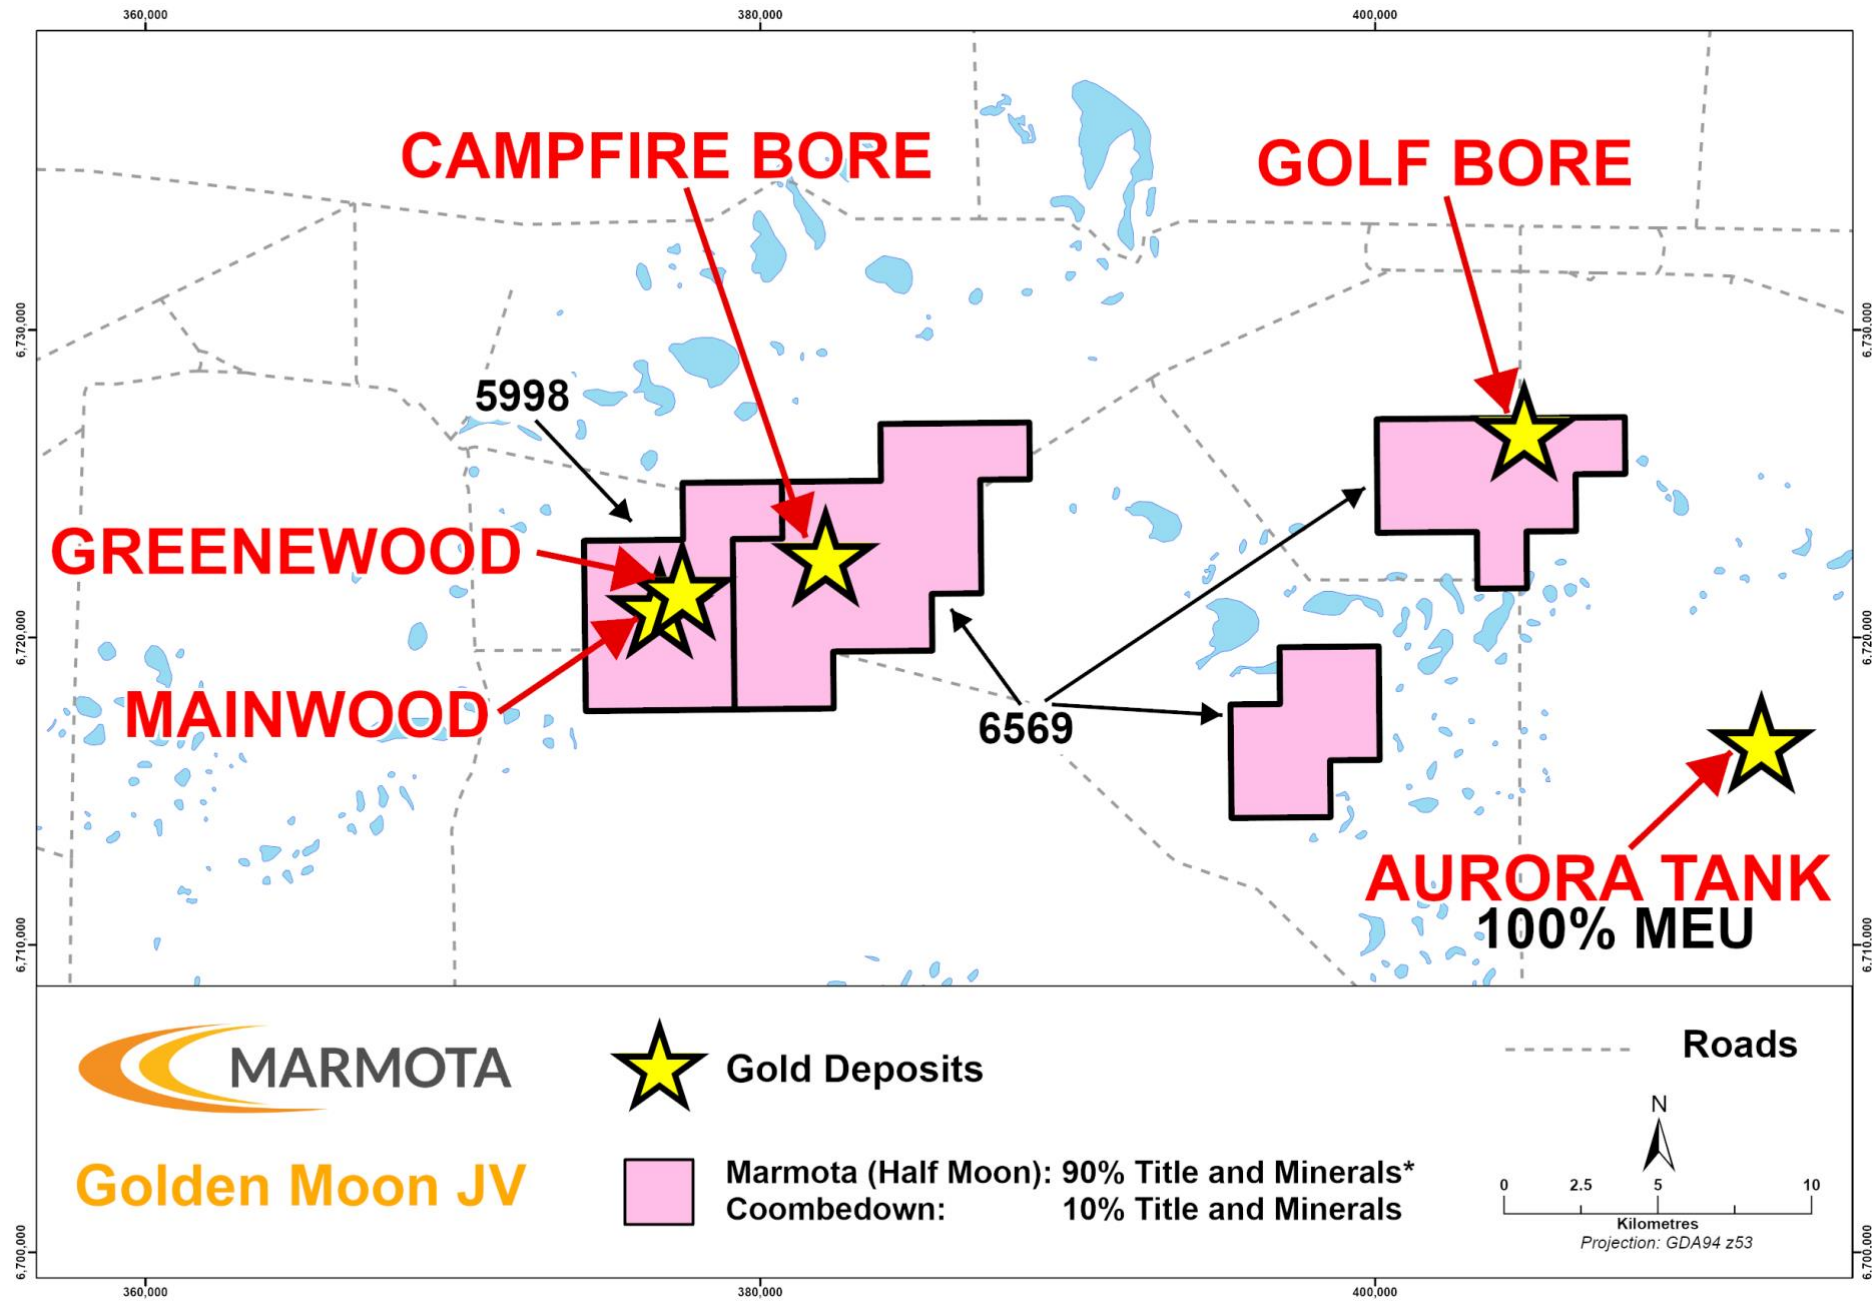 360,000
380,000
400,000
CAMPFIRE BORE
GOLF BORE
6,730,000
6,730,000
5998
GREENEWOOD
6,720,000
6,720,000
MAINWOOD
6569
AURORA TANK
100% MEU
6,710,000
6,710,000
MARMOTA
Golden Moon JV
Gold Deposits
Marmota (Half Moon): 90% Title and Minerals*
Coombedown: 10% Title and Minerals
Roads
N
0 2.5 5 10
Kilometres
Projection: GDA94 z53
6,700,000
6,700,000
360,000
380,000
400,000